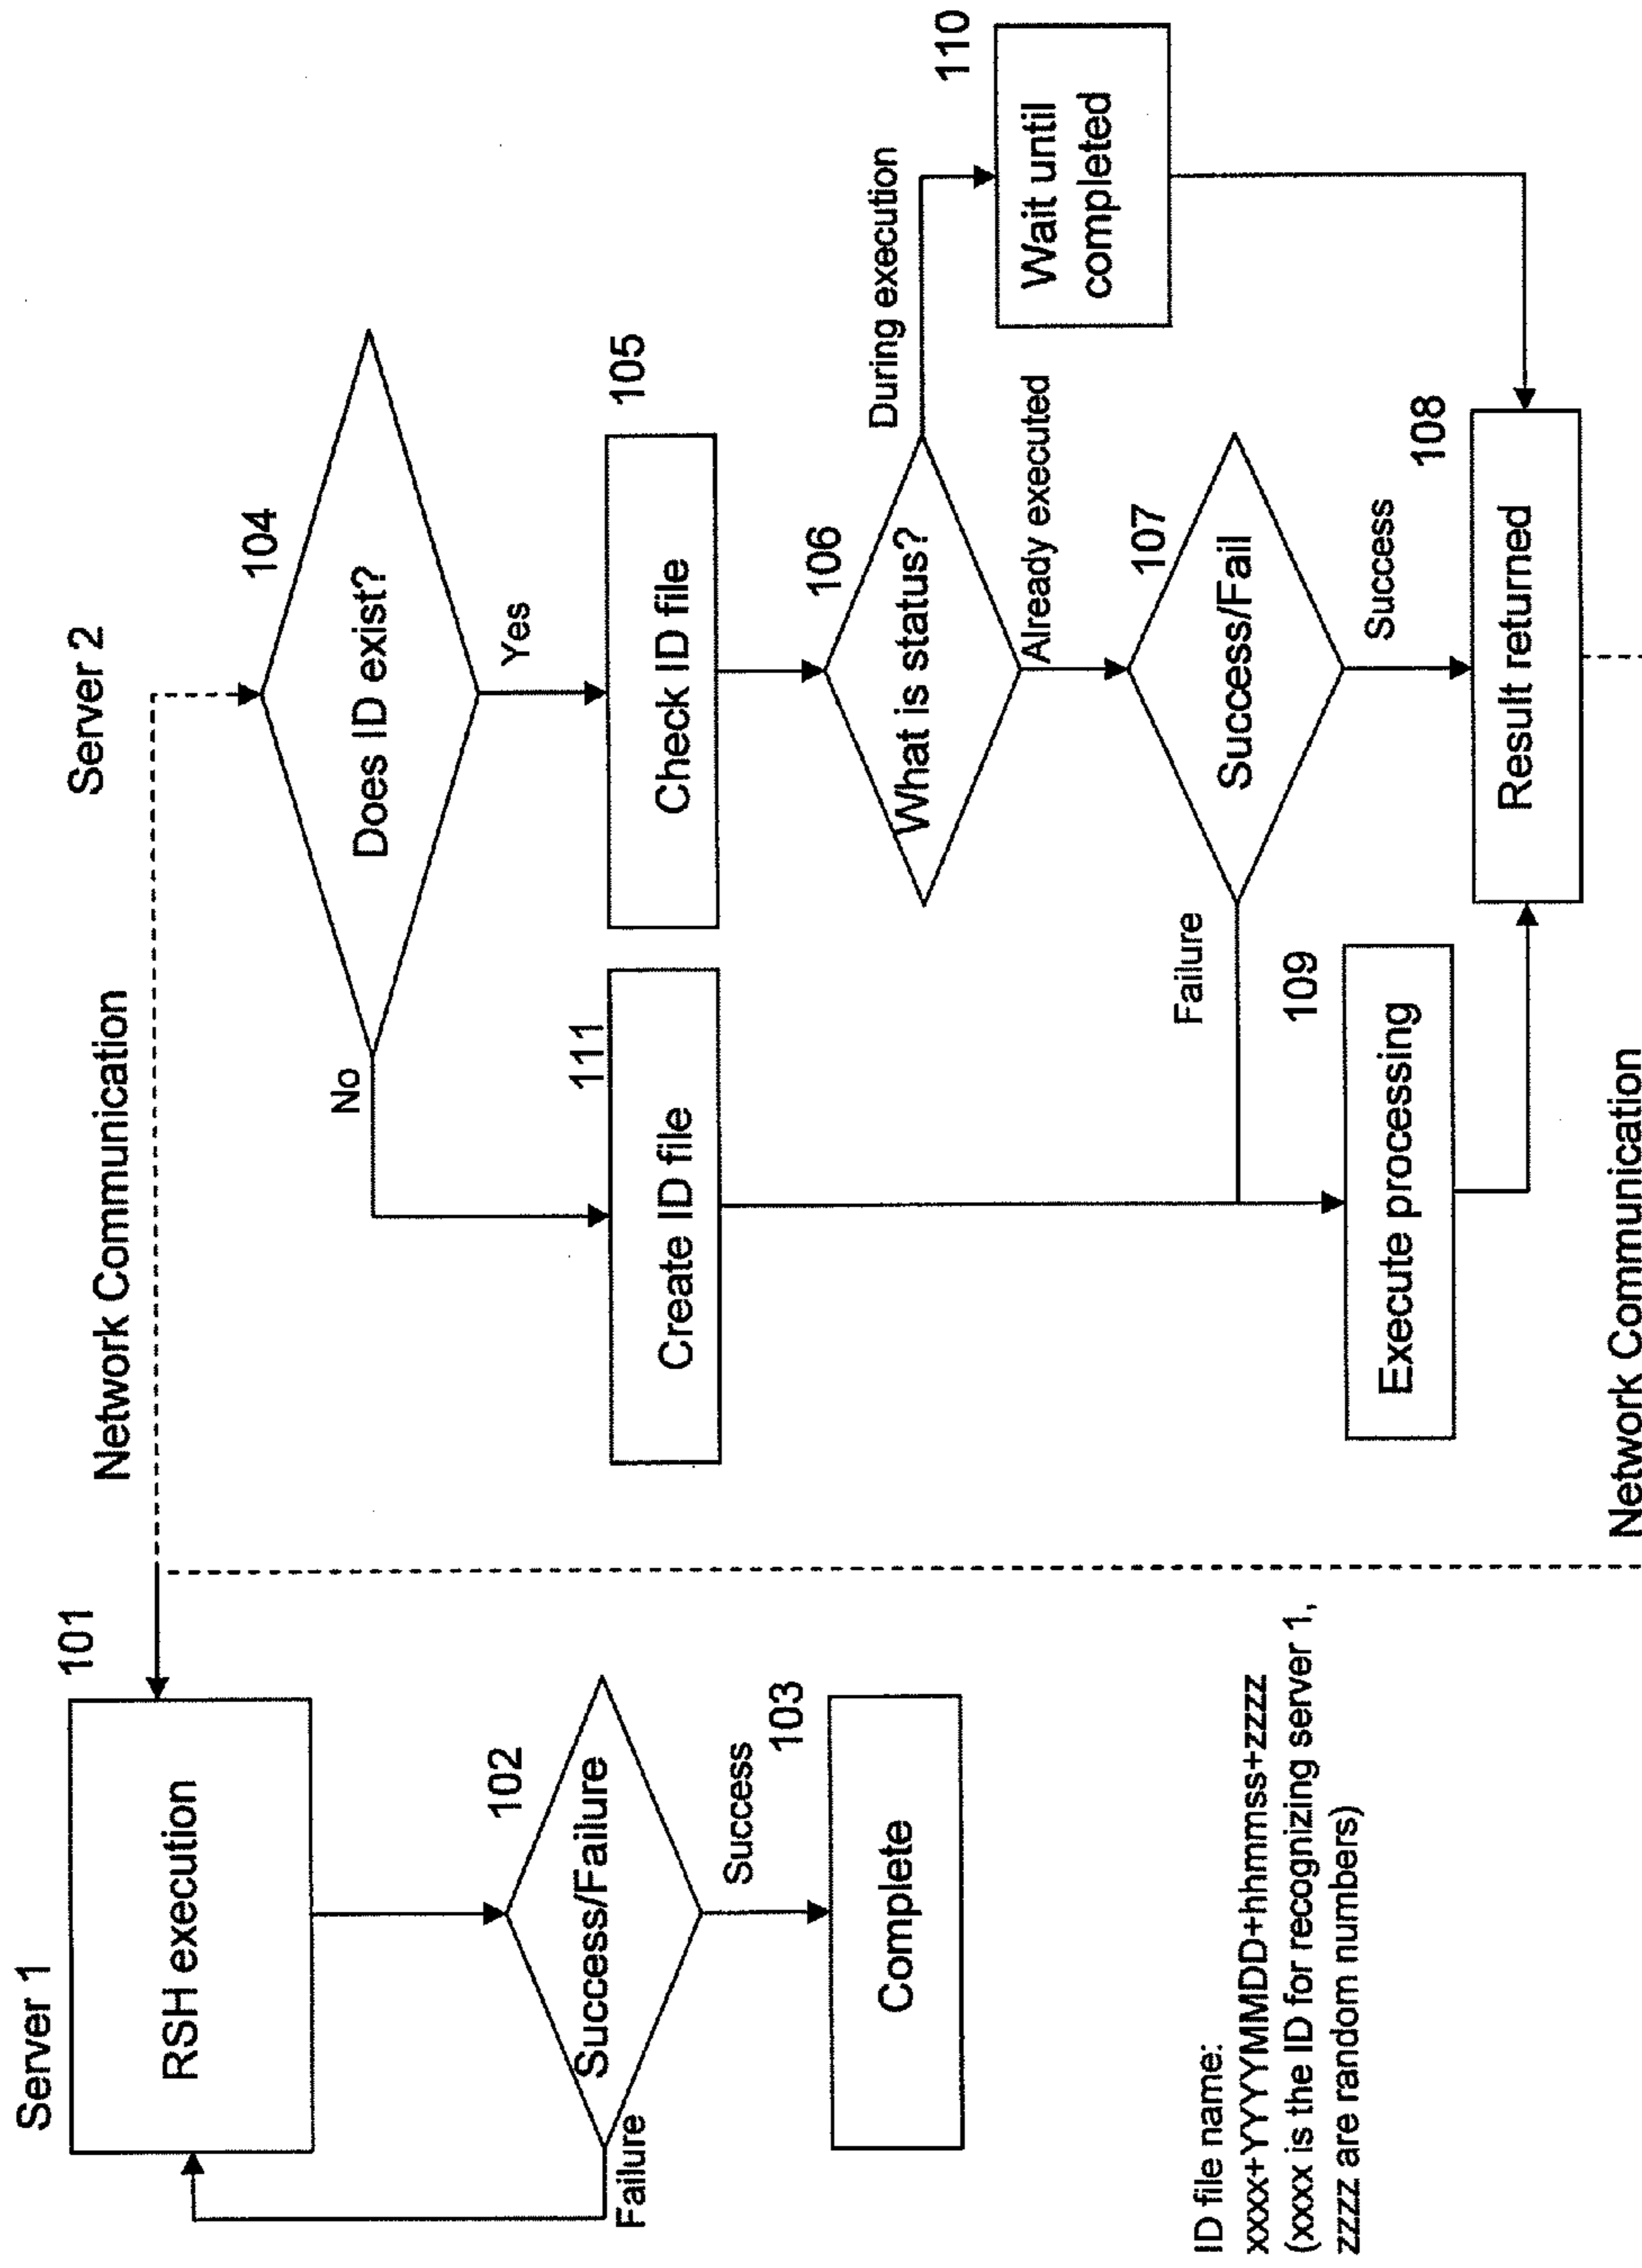 Server 1
101
RSH execution
102
Success/Failure
Failure
Success
103
Complete
ID file name:
xxxx+YYYYMMDD+hhmmss+zzzz
(xxxx is the ID for recognizing server 1,
zzzz are random numbers)
Network Communication
Server 2
104
Does ID exist?
No
Yes
111
Create ID file
105
Check ID file
106
What is status?
During execution
110
Wait until
completed
Already executed
107
Success/Fail
Failure
Success
109
Execute processing
108
Result returned
Network Communication